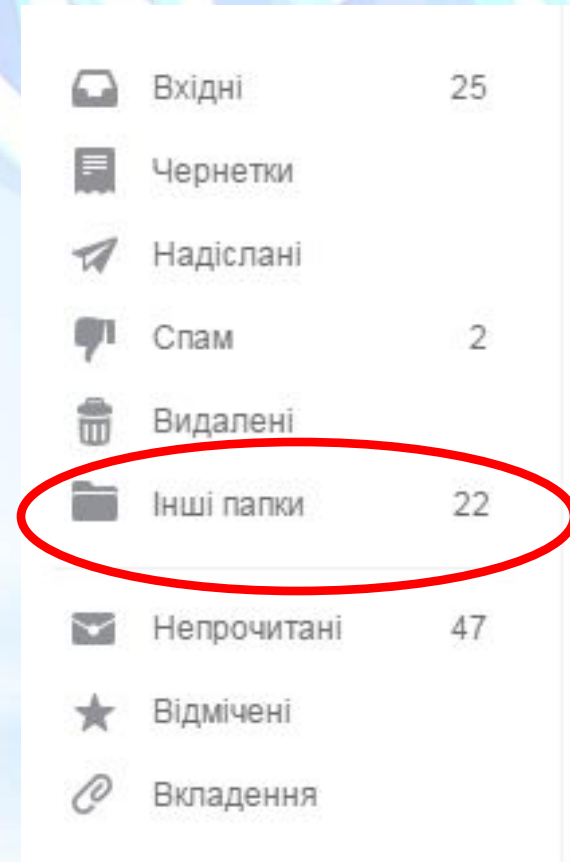 Вхідні 25
Чернетки
Надіслані
Спам 2
Видалені
Інші папки 22
Непрочитані 47
Відмічені
Вкладення